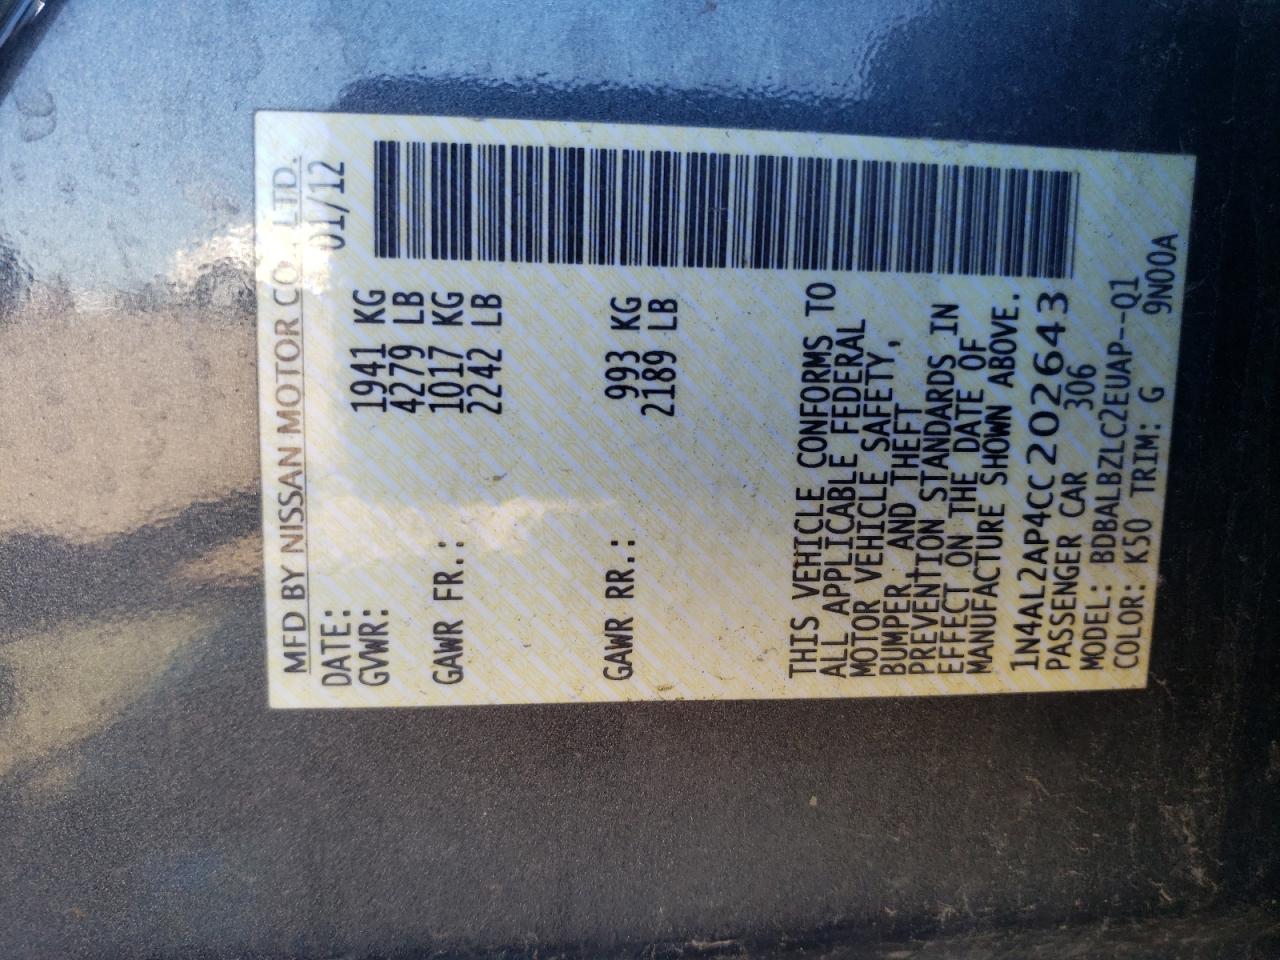 MFD BY NISSAN MOTOR CO., LTD.
DATE: 01/12
GVWR: 1941 KG
4279 LB
GAWR FR.: 1017 KG
2242 LB
GAWR RR.: 993 KG
2189 LB
THIS VEHICLE CONFORMS TO
ALL APPLICABLE FEDERAL
MOTOR VEHICLE SAFETY,
BUMPER, AND THEFT
PREVENTION STANDARDS IN
EFFECT ON THE DATE OF
MANUFACTURE SHOWN ABOVE.
1N4AL2AP4CC202643
PASSENGER CAR 306
MODEL: BDBALBZLC2EUAP--Q1
COLOR: K50 TRIM: G 9N00A